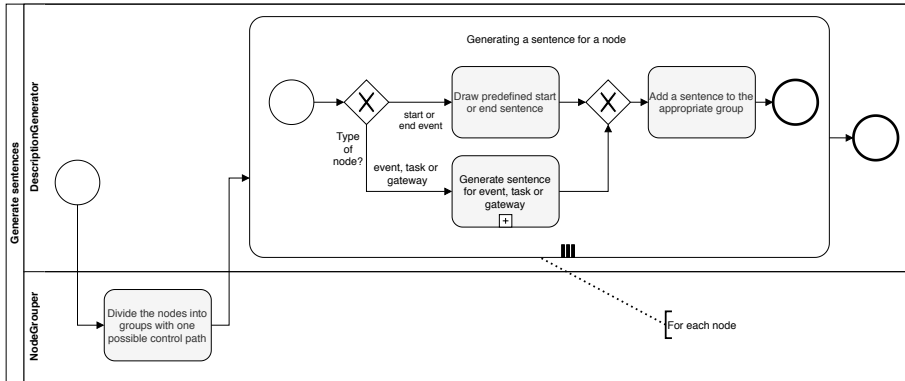 Generate sentences
DescriptionGenerator
NodeGrouper
Generating a sentence for a node
Type
of
node?
start or
end event
event, task or
gateway
Draw predefined start
or end sentence
Generate sentence
for event, task or
gateway
Add a sentence to the
appropriate group
Divide the nodes into
groups with one
possible control path
For each node